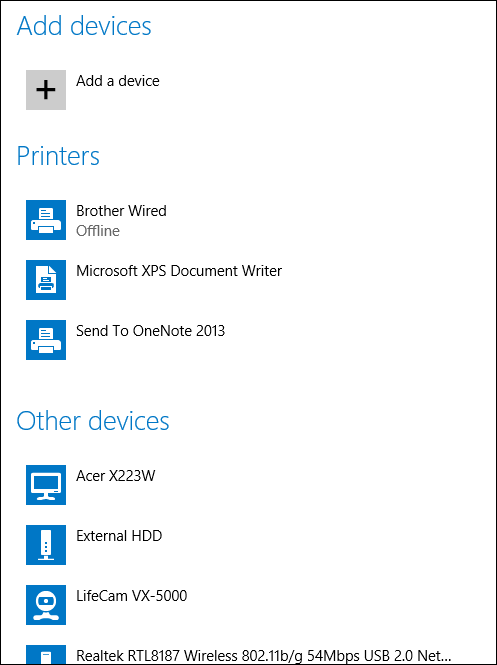 Add devices
Add a device
Printers
Brother Wired
Offline
Microsoft XPS Document Writer
Send To OneNote 2013
Other devices
Acer X223W
External HDD
LifeCam VX-5000
Realtek RTL8187 Wireless 802.11b/g 54Mbps USB 2.0 Net...